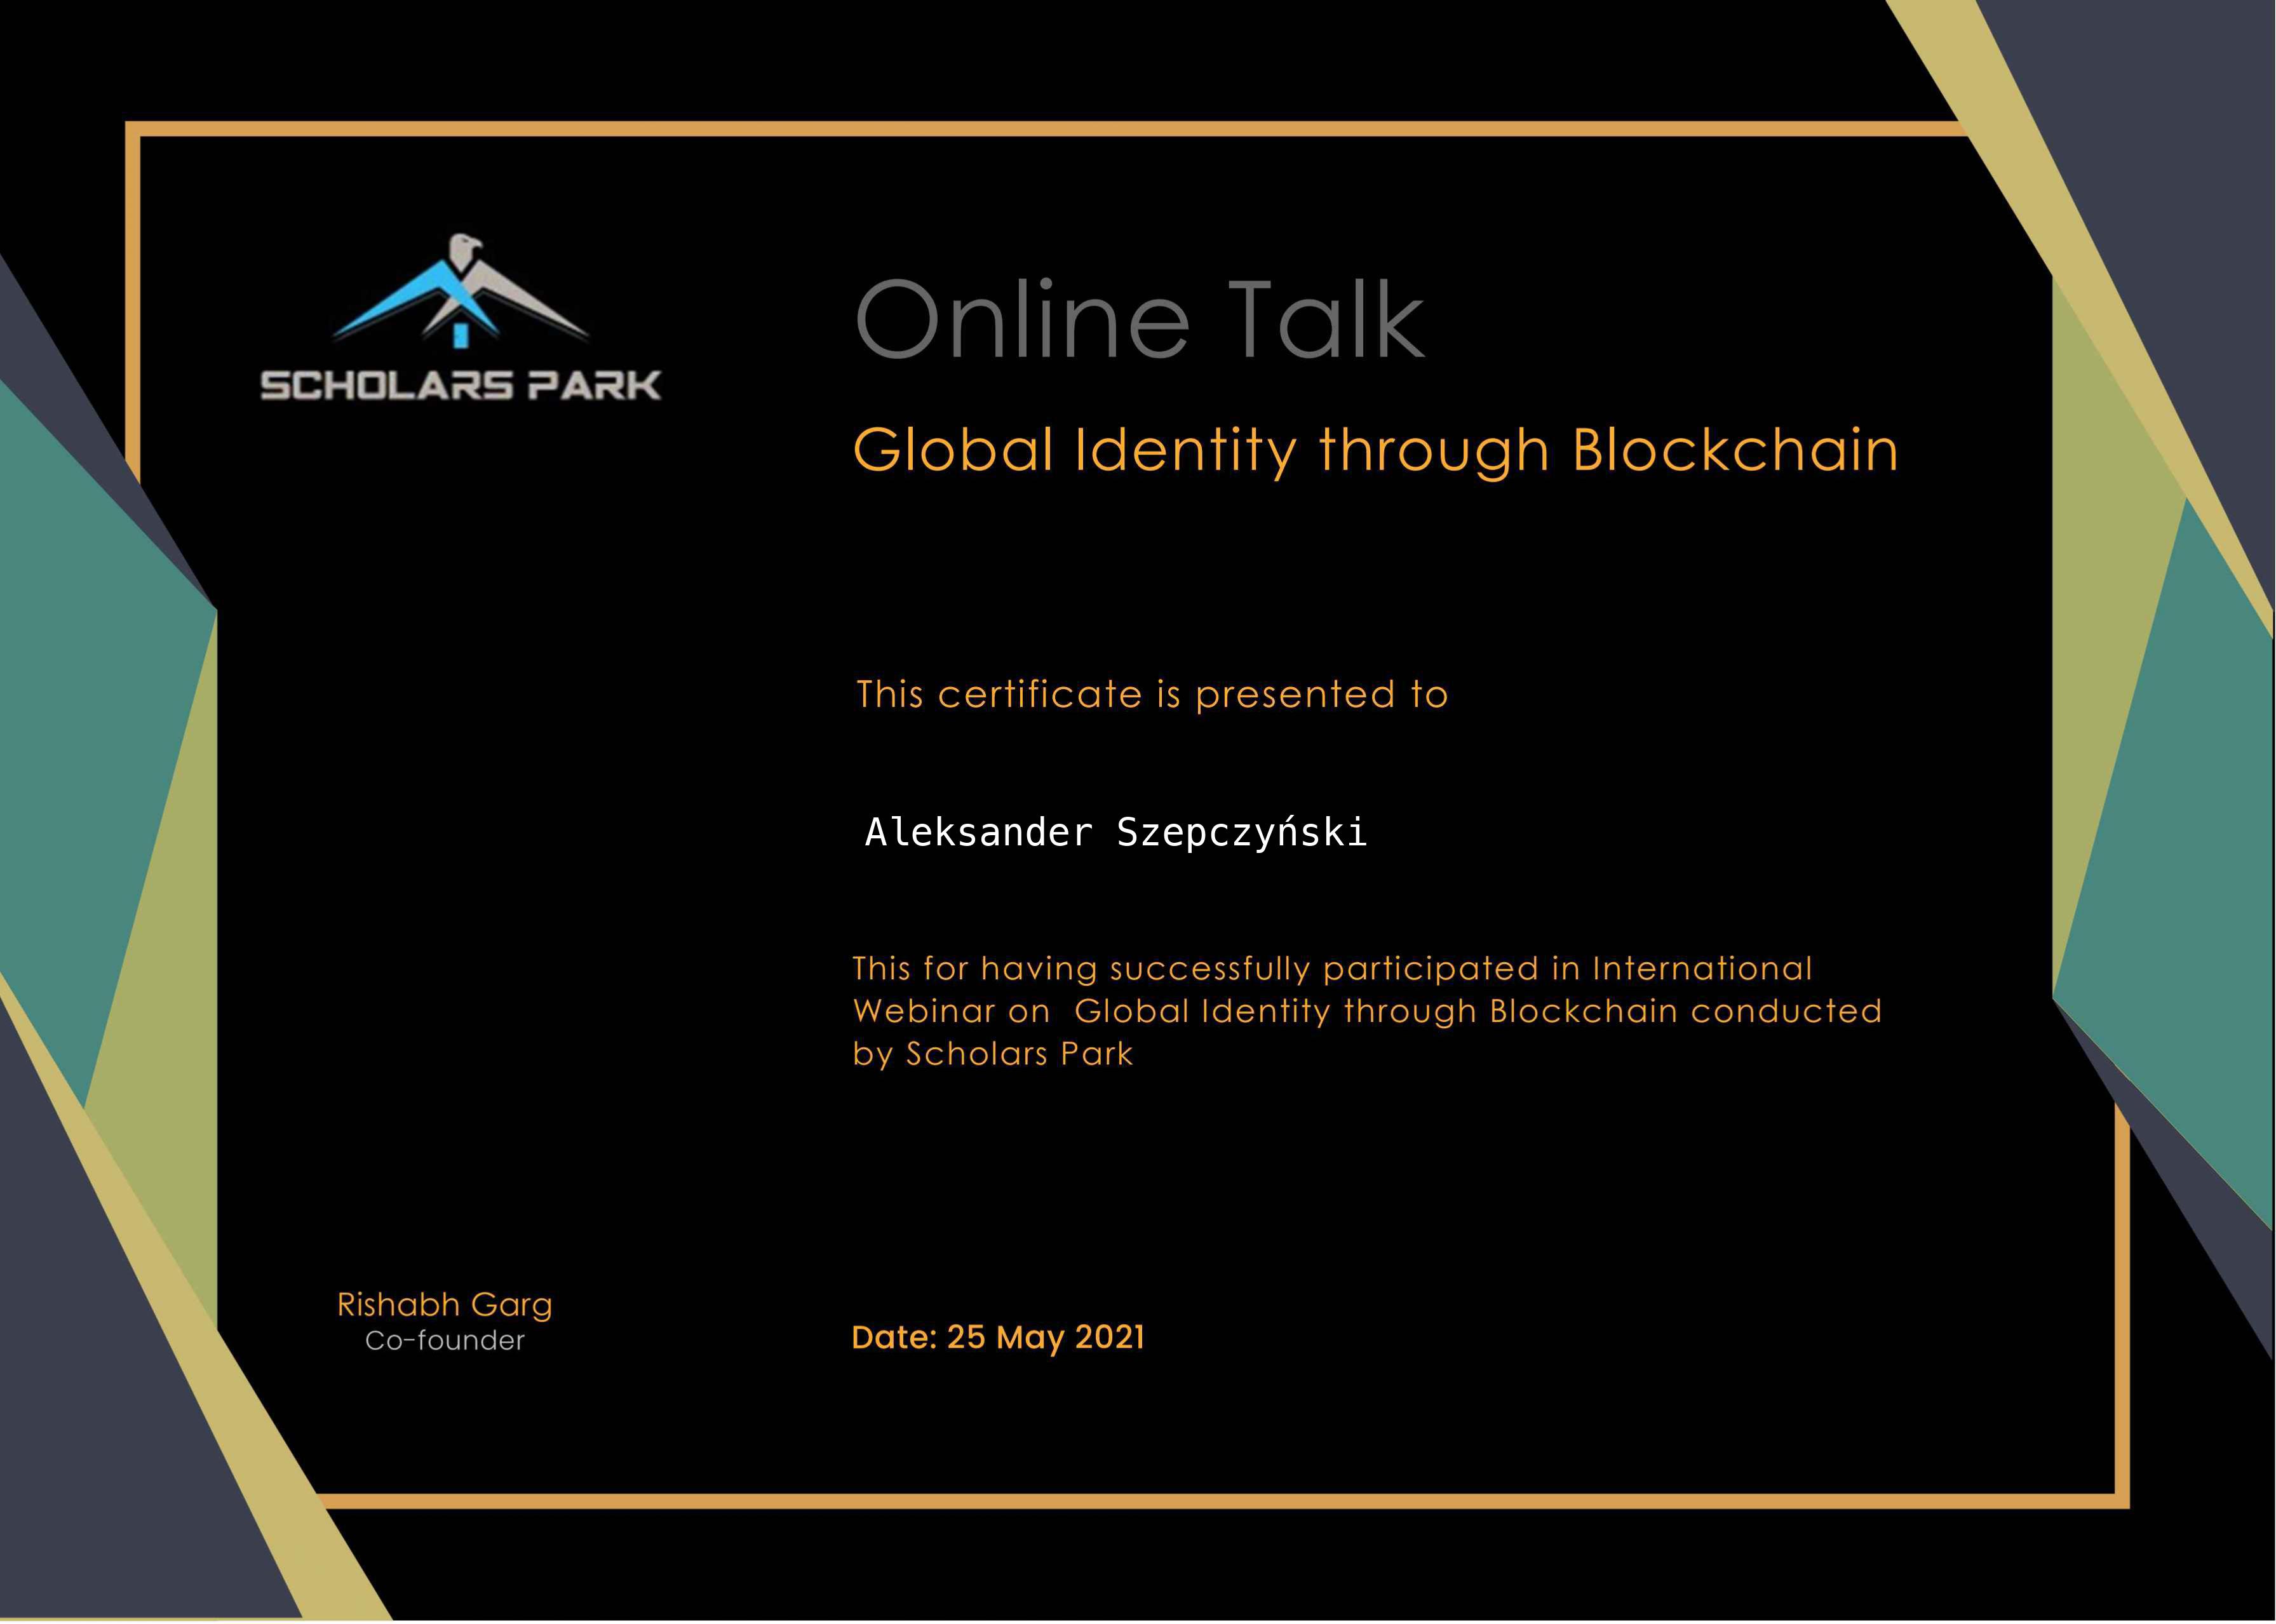 SCHOLARS PARK
Online Talk
Global Identity through Blockchain
This certificate is presented to
Aleksander Szepczyński
This for having successfully participated in International
Webinar on  Global Identity through Blockchain conducted
by Scholars Park
Rishabh Garg
Co-founder
Date: 25 May 2021